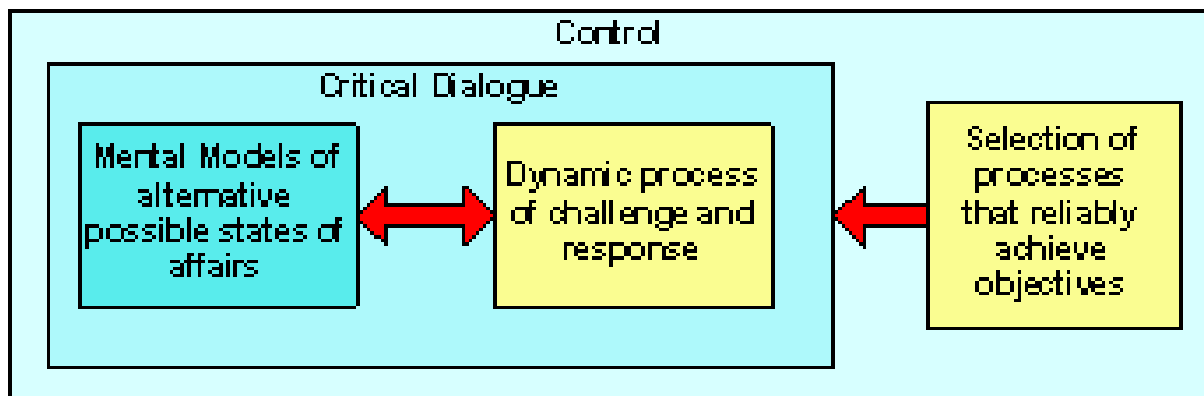 Control
Critical Dialogue
Mental Models of
alternative
possible states of
affairs
Dynamic process
of challenge and
response
Selection of
processes
that reliably
achieve
objectives